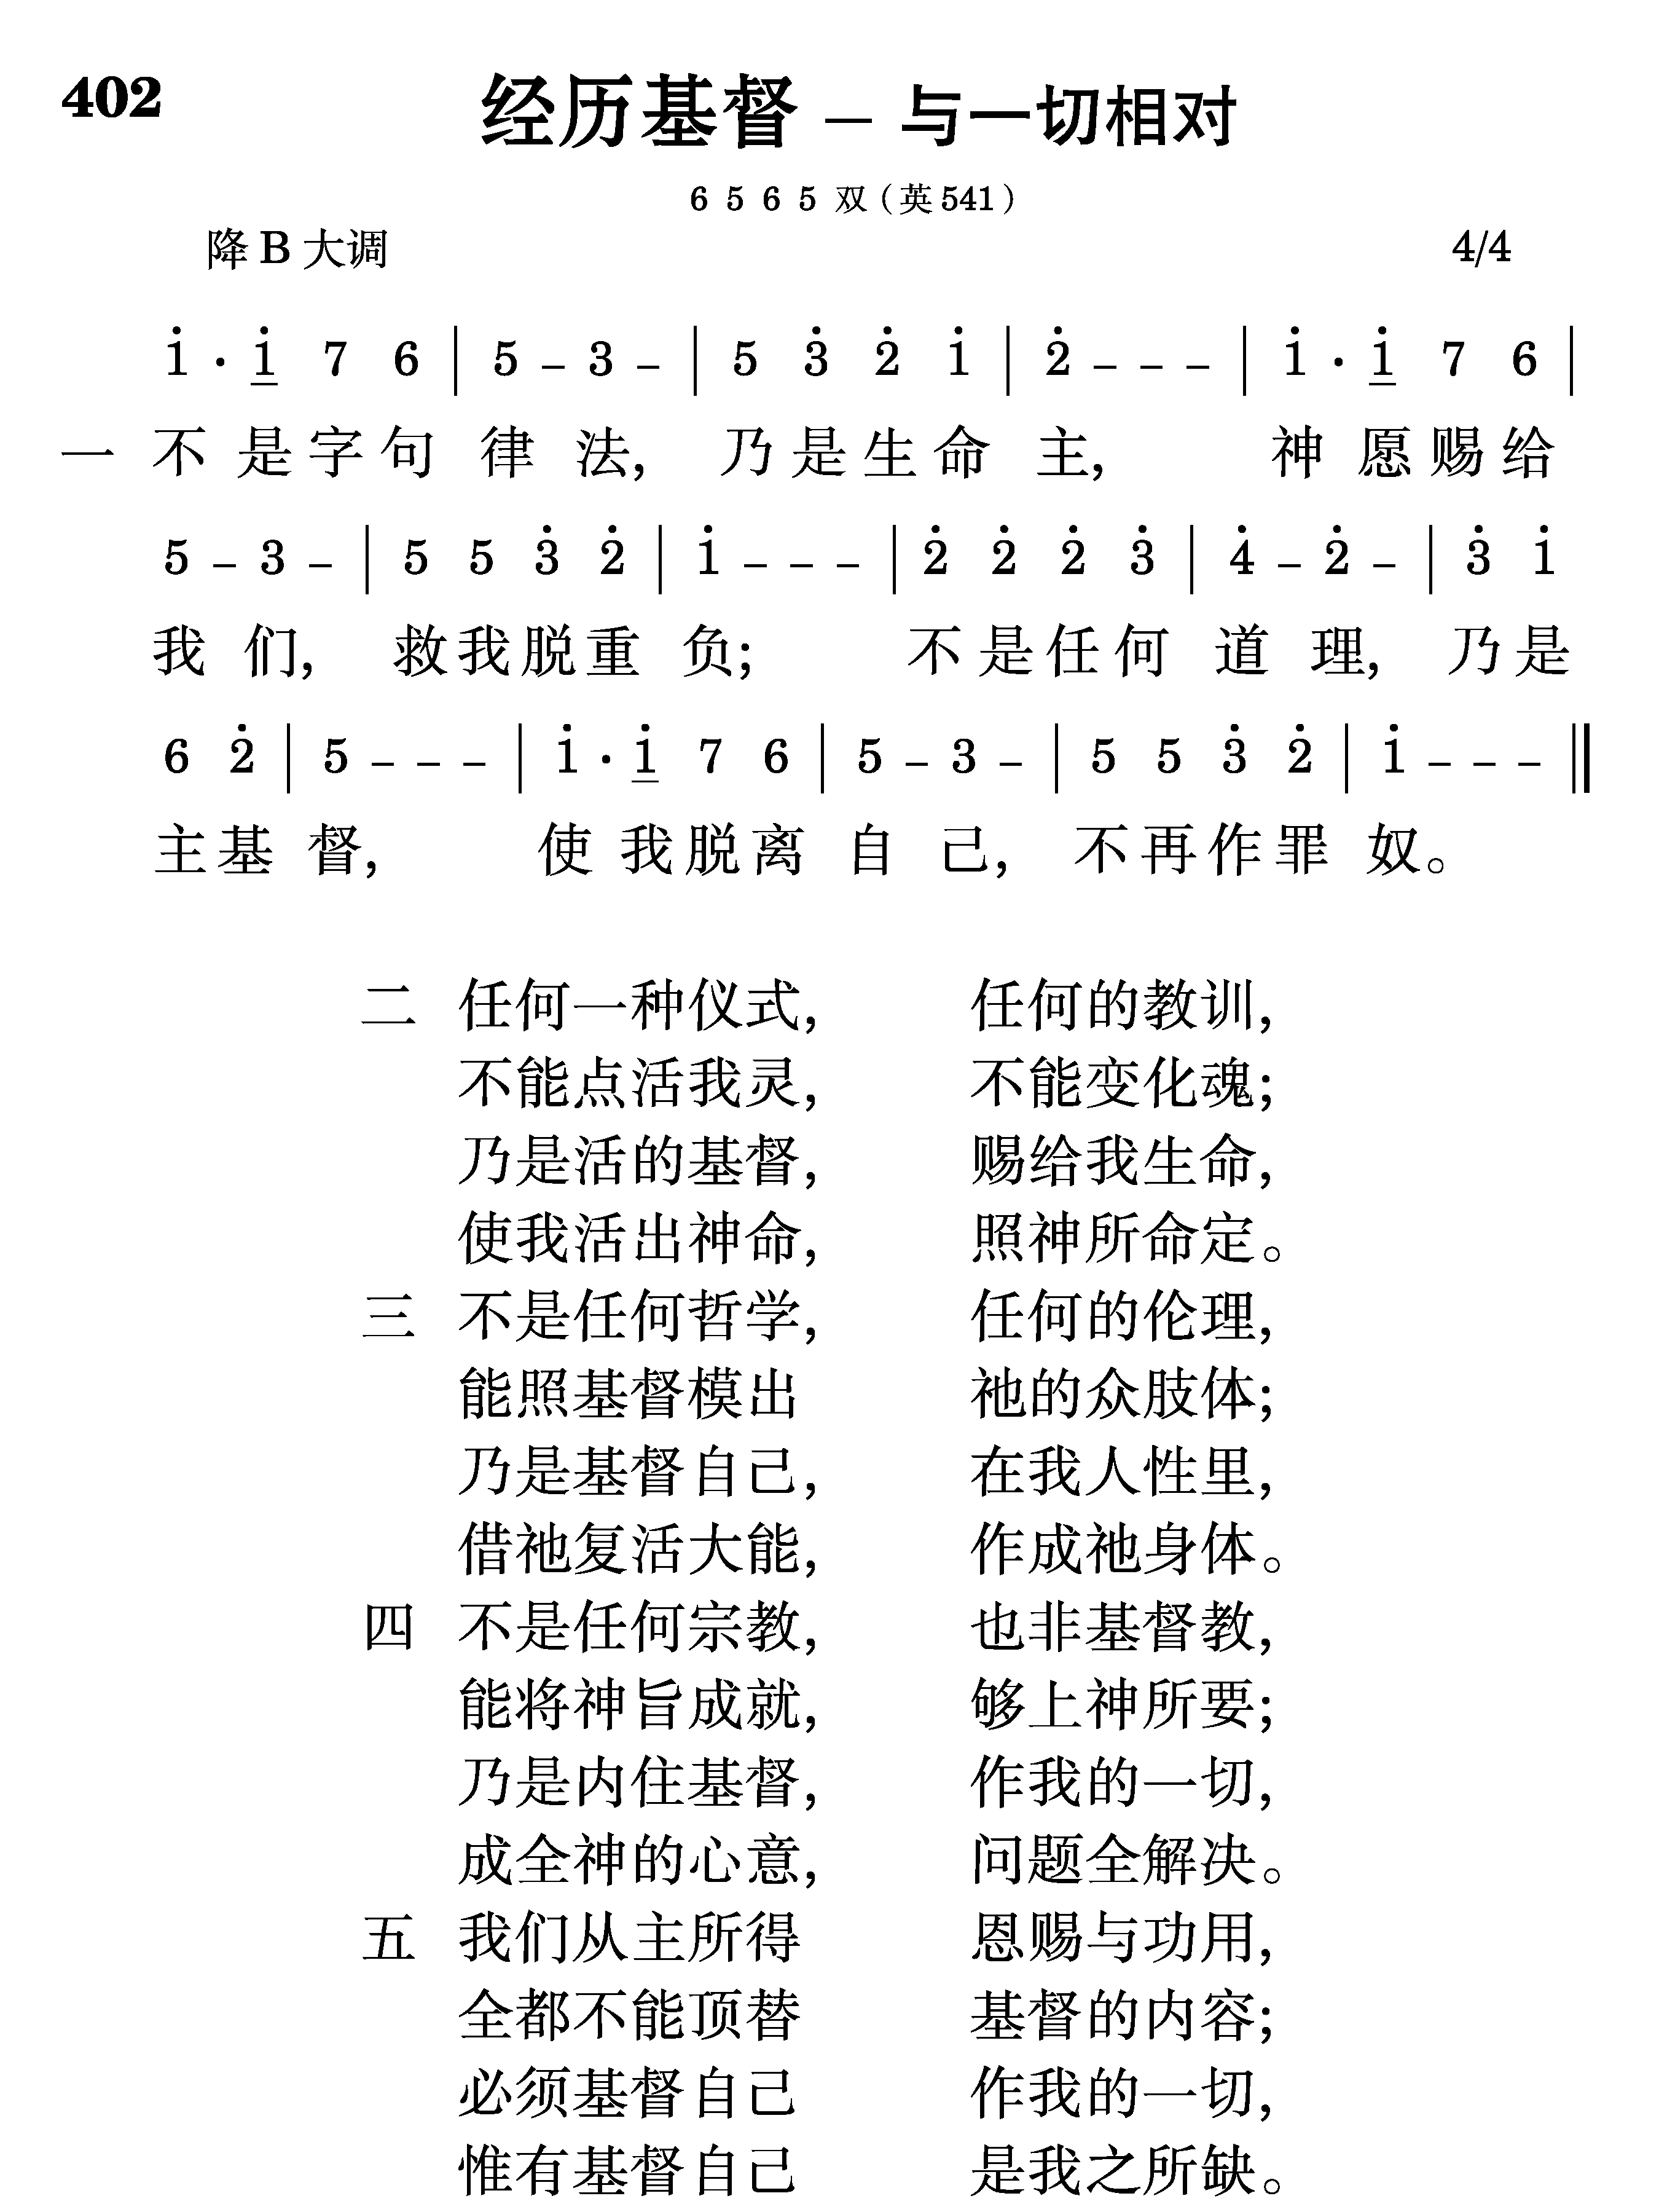 402 经历基督 – 与一切相对
6 5 6 5 双（英541）
降 B 大调 4/4
1̇ · 1̲̇ 7 6 | 5 – 3 – | 5 3̇ 2̇ 1̇ | 2̇ – – – | 1̇ · 1̲̇ 7 6 |
一 不是字句律法, 乃是生命主, 神愿赐给
5 – 3 – | 5 5 3̇ 2̇ | 1̇ – – – | 2̇ 2̇ 2̇ 3̇ | 4̇ – 2̇ – | 3̇ 1̇
我们, 救我脱重负; 不是任何道理, 乃是
6 2̇ | 5 – – – | 1̇ · 1̲̇ 7 6 | 5 – 3 – | 5 5 3̇ 2̇ | 1̇ – – – ‖
主基督, 使我脱离自己, 不再作罪奴。
二 任何一种仪式, 任何的教训,
不能点活我灵, 不能变化魂;
乃是活的基督, 赐给我生命,
使我活出神命, 照神所命定。
三 不是任何哲学, 任何的伦理,
能照基督模出 祂的众肢体;
乃是基督自己, 在我人性里,
借祂复活大能, 作成祂身体。
四 不是任何宗教, 也非基督教,
能将神旨成就, 够上神所要;
乃是内住基督, 作我的一切,
成全神的心意, 问题全解决。
五 我们从主所得 恩赐与功用,
全都不能顶替 基督的内容;
必须基督自己 作我的一切,
惟有基督自己 是我之所缺。